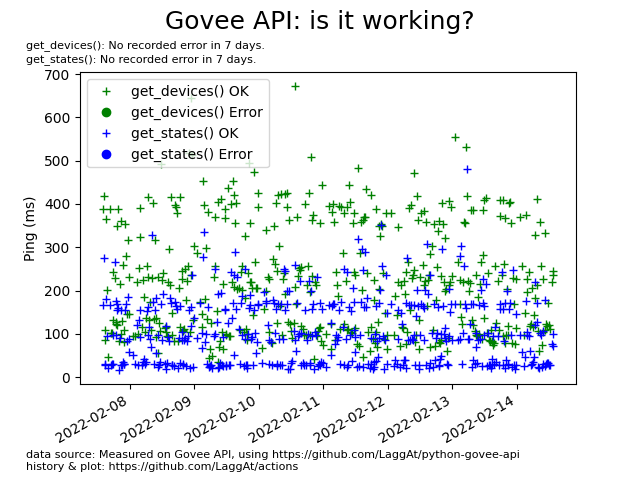 Govee API: is it working?
get_devices(): No recorded error in 7 days.
get_states(): No recorded error in 7 days.
get_devices() OK
get_devices() Error
get_states() OK
get_states() Error
700
600
500
400
300
200
100
0
Ping (ms)
2022-02-08
2022-02-09
2022-02-10
2022-02-11
2022-02-12
2022-02-13
2022-02-14
data source: Measured on Govee API, using https://github.com/LaggAt/python-govee-api
history & plot: https://github.com/LaggAt/actions